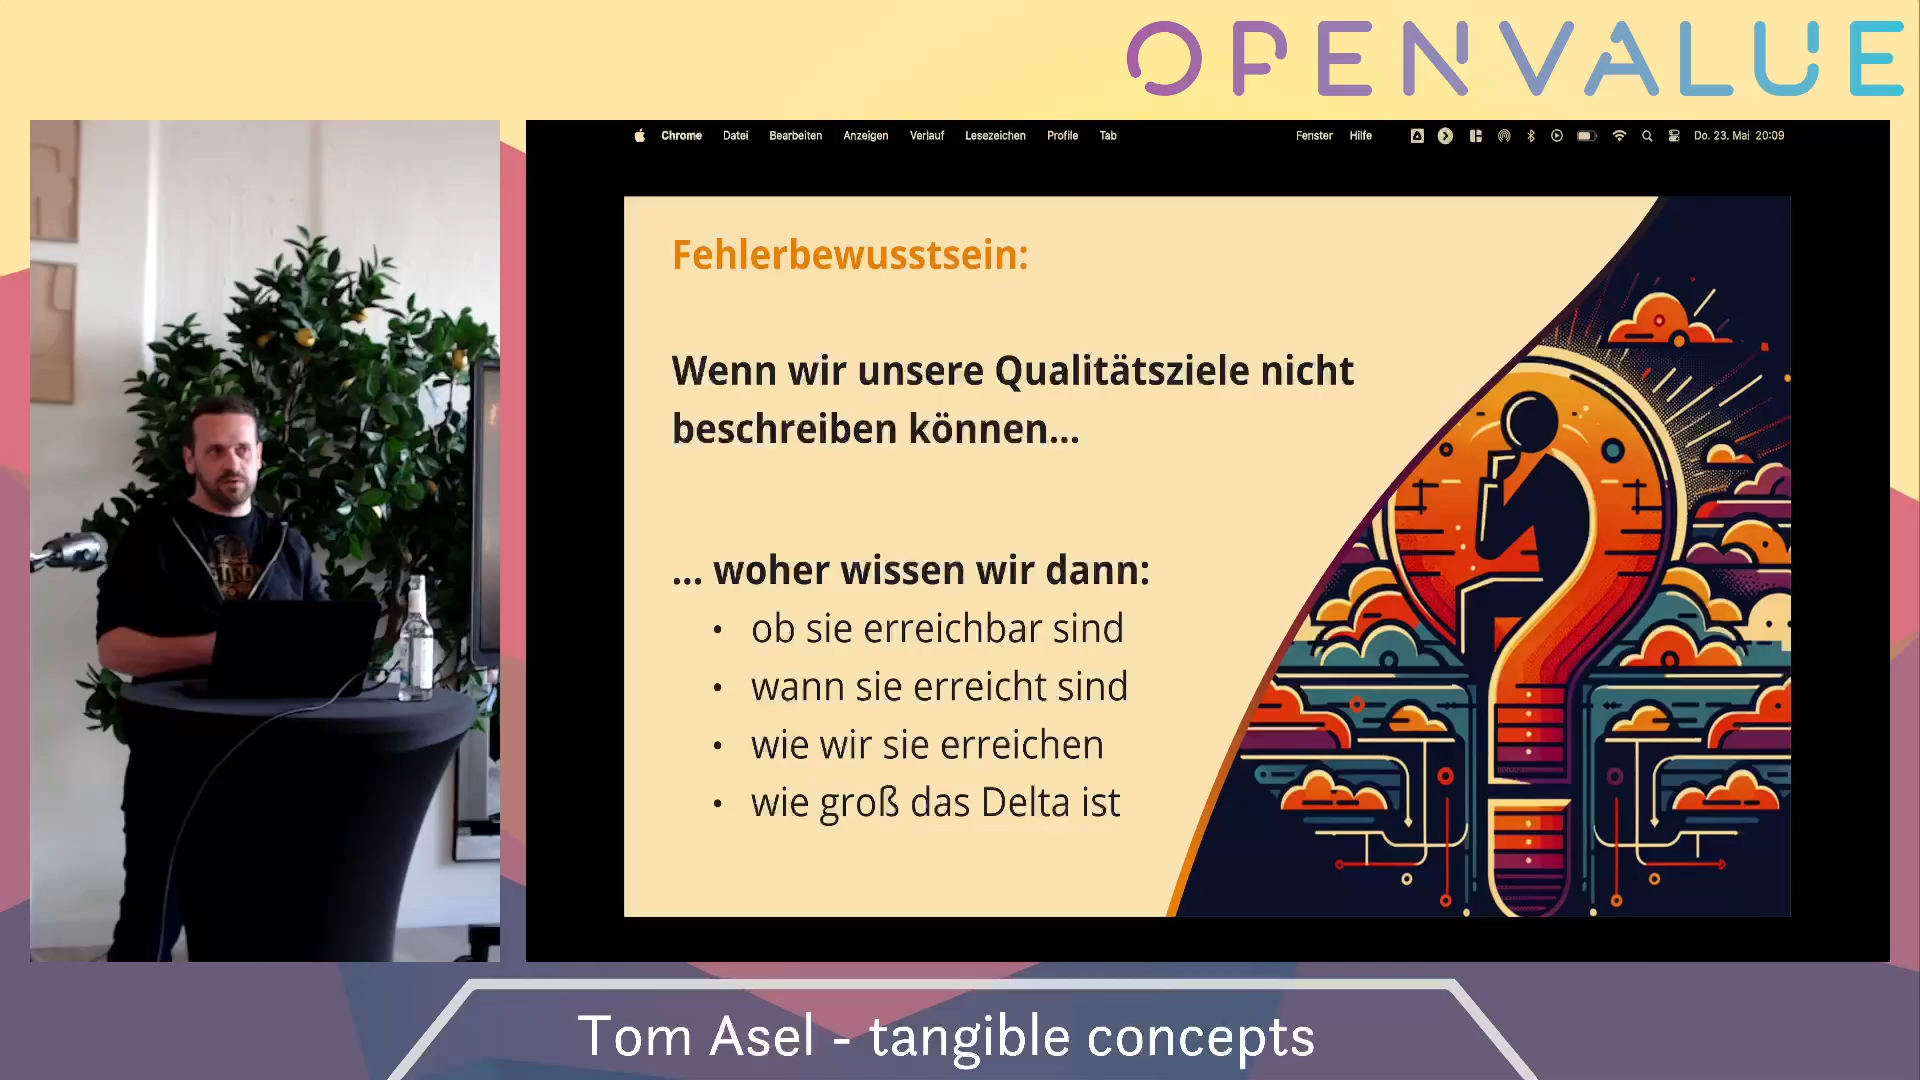 OPENVALUE
Chrome Datei Bearbeiten Anzeigen Verlauf Lesezeichen Profile Tab Fenster Hilfe Do. 23. Mai 20:09
Fehlerbewusstsein:
Wenn wir unsere Qualitätsziele nicht
beschreiben können...
... woher wissen wir dann:
• ob sie erreichbar sind
• wann sie erreicht sind
• wie wir sie erreichen
• wie groß das Delta ist
Tom Asel - tangible concepts